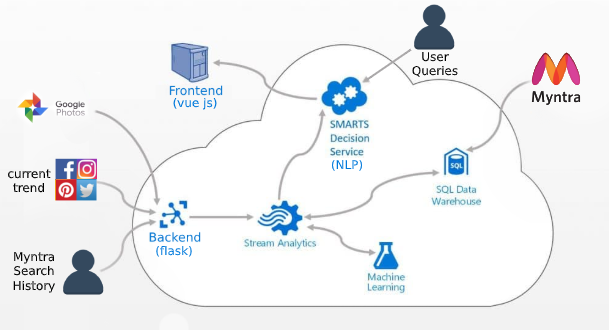 User
Queries
Frontend
(vue js)
Myntra
Google
Photos
SMARTS
Decision
Service
(NLP)
SQL
SQL Data
Warehouse
current
trend
Backend
(flask)
Stream Analytics
Myntra
Search
History
Machine
Learning